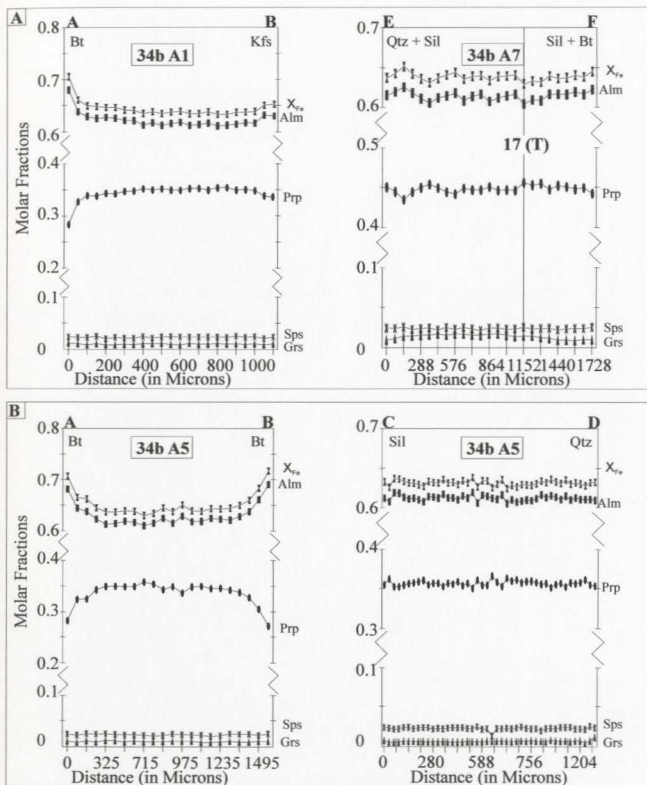 A
A B
Bt 34b A1 Kfs
0.8
0.7
0.6
0.4
0.3
0.2
0.1
0
Molar Fractions
XFe
Alm
Prp
Sps
Grs
0 200 400 600 800 1000
Distance (in Microns)
E F
Qtz + Sil 34b A7 Sil + Bt
0.7
0.6
0.5
0.4
0.1
0
17 (T)
0 288 576 864 1152 1440 1728
Distance (in Microns)
B
A B
Bt 34b A5 Bt
0.8
0.7
0.6
0.4
0.3
0.2
0.1
0
Molar Fractions
XFe
Alm
Prp
Sps
Grs
0 325 715 975 1235 1495
Distance (in Microns)
C D
Sil 34b A5 Qtz
0.7
0.6
0.4
0.3
0.1
0
XFe
Alm
Prp
Sps
Grs
0 280 588 756 1204
Distance (in Microns)